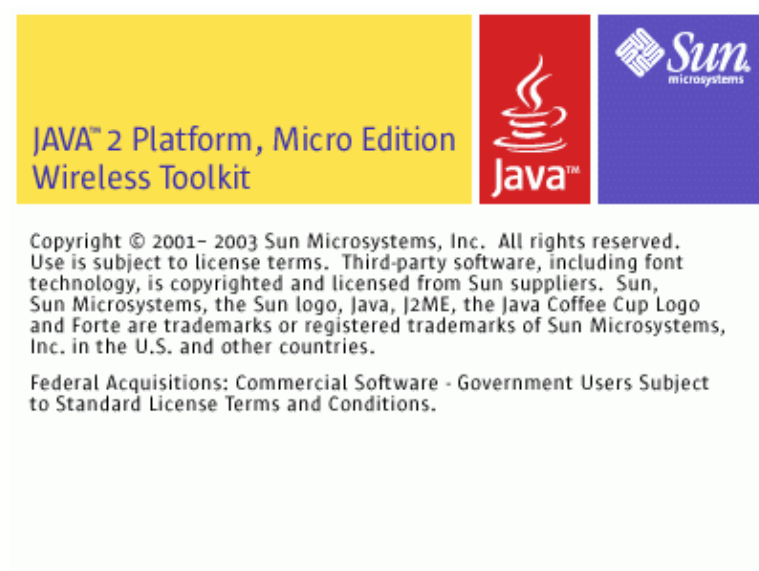 JAVA™ 2 Platform, Micro Edition
Wireless Toolkit
Java™
Sun
microsystems
Copyright © 2001– 2003 Sun Microsystems, Inc. All rights reserved.
Use is subject to license terms. Third-party software, including font
technology, is copyrighted and licensed from Sun suppliers. Sun,
Sun Microsystems, the Sun logo, Java, J2ME, the Java Coffee Cup Logo
and Forte are trademarks or registered trademarks of Sun Microsystems,
Inc. in the U.S. and other countries.
Federal Acquisitions: Commercial Software - Government Users Subject
to Standard License Terms and Conditions.